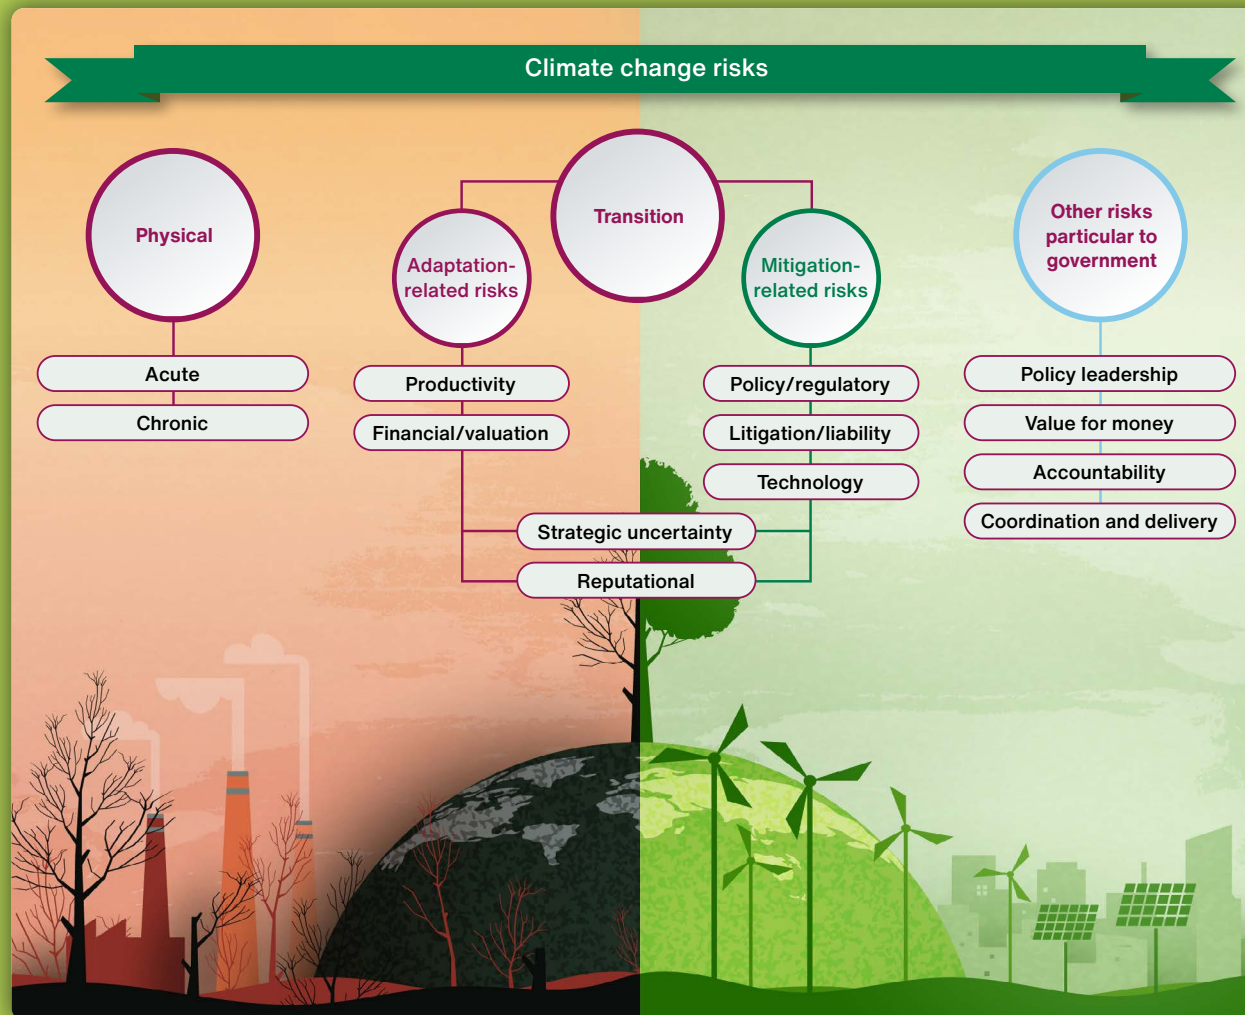 Climate change risks
Physical
Acute
Chronic
Transition
Adaptation-
related risks
Productivity
Financial/valuation
Mitigation-
related risks
Policy/regulatory
Litigation/liability
Technology
Strategic uncertainty
Reputational
Other risks
particular to
government
Policy leadership
Value for money
Accountability
Coordination and delivery